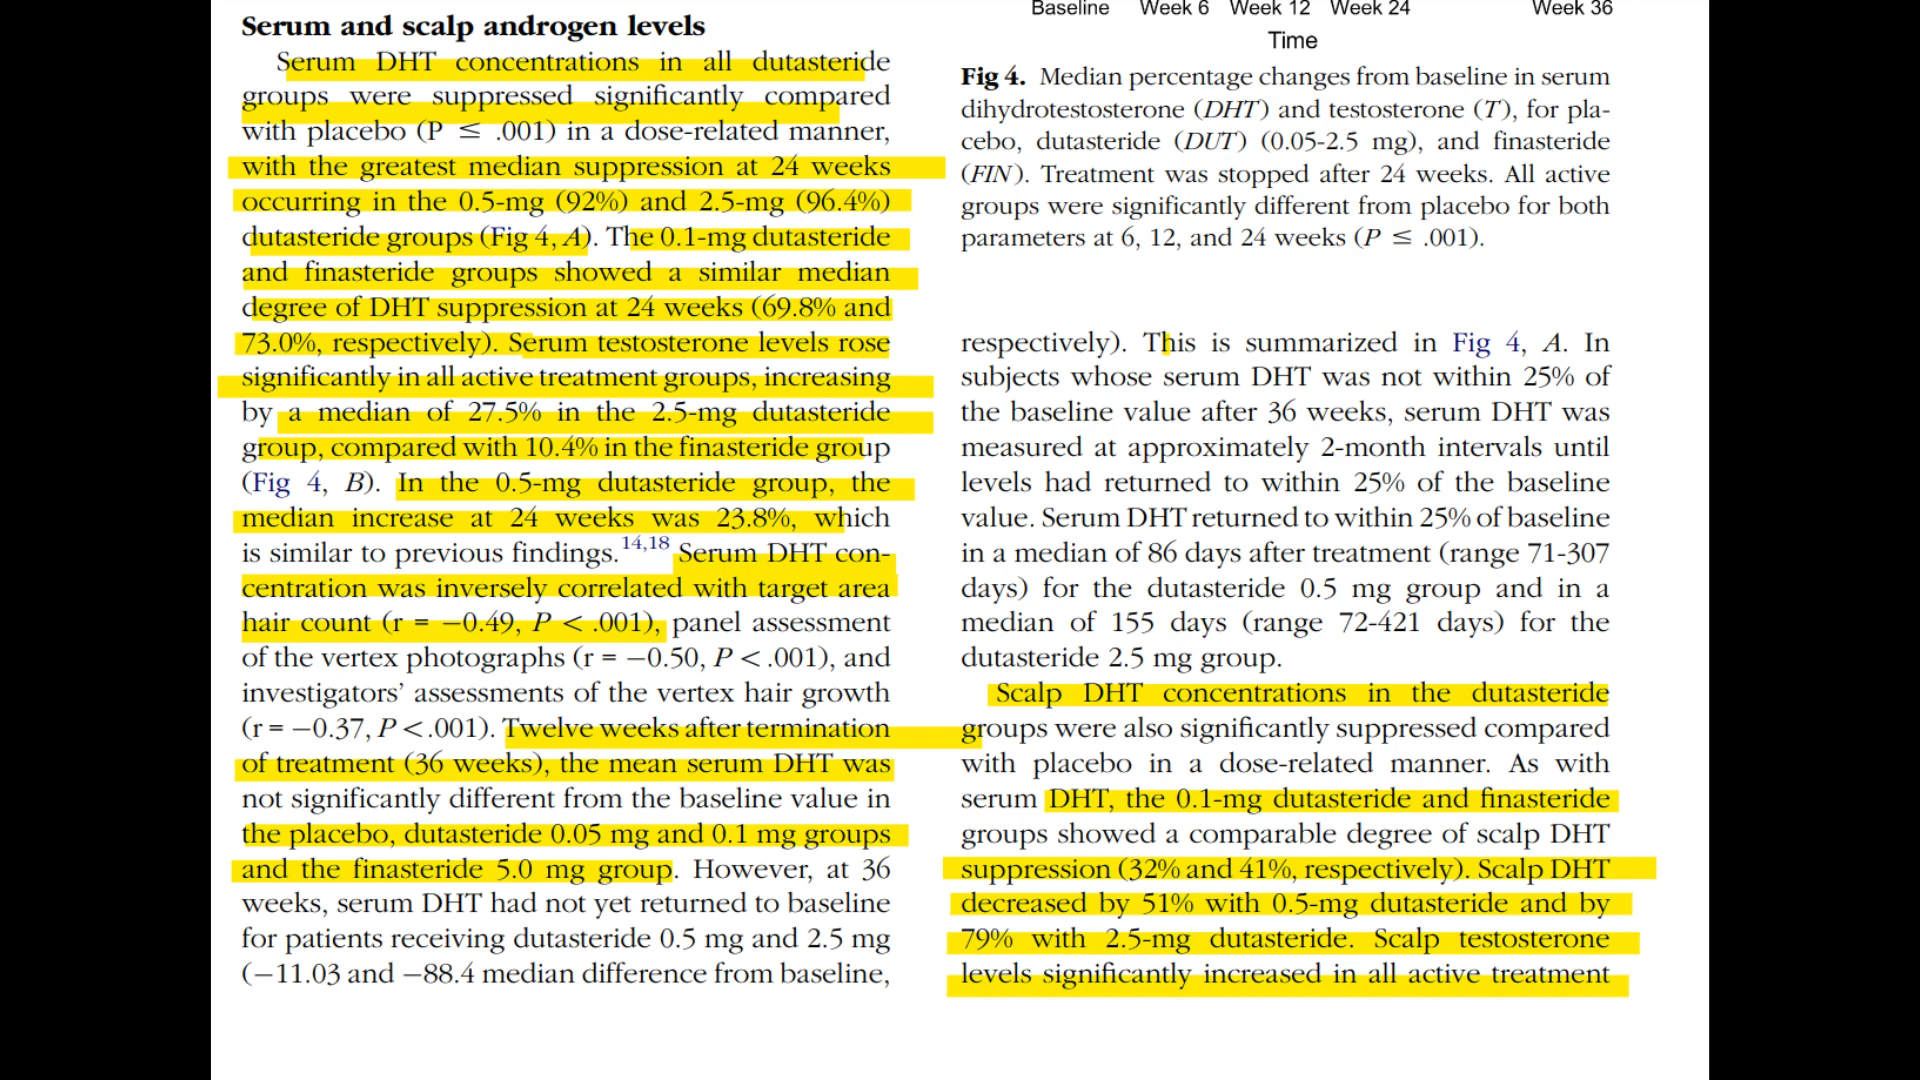 Serum and scalp androgen levels
Serum DHT concentrations in all dutasteride
groups were suppressed significantly compared
with placebo (P ≤ .001) in a dose-related manner,
with the greatest median suppression at 24 weeks
occurring in the 0.5-mg (92%) and 2.5-mg (96.4%)
dutasteride groups (Fig 4, A). The 0.1-mg dutasteride
and finasteride groups showed a similar median
degree of DHT suppression at 24 weeks (69.8% and
73.0%, respectively). Serum testosterone levels rose
significantly in all active treatment groups, increasing
by a median of 27.5% in the 2.5-mg dutasteride
group, compared with 10.4% in the finasteride group
(Fig 4, B). In the 0.5-mg dutasteride group, the
median increase at 24 weeks was 23.8%, which
is similar to previous findings.14,18 Serum DHT con-
centration was inversely correlated with target area
hair count (r = −0.49, P < .001), panel assessment
of the vertex photographs (r = −0.50, P < .001), and
investigators' assessments of the vertex hair growth
(r = −0.37, P < .001). Twelve weeks after termination
of treatment (36 weeks), the mean serum DHT was
not significantly different from the baseline value in
the placebo, dutasteride 0.05 mg and 0.1 mg groups
and the finasteride 5.0 mg group. However, at 36
weeks, serum DHT had not yet returned to baseline
for patients receiving dutasteride 0.5 mg and 2.5 mg
(−11.03 and −88.4 median difference from baseline,
Baseline Week 6 Week 12 Week 24 Week 36
Time
Fig 4. Median percentage changes from baseline in serum
dihydrotestosterone (DHT) and testosterone (T), for pla-
cebo, dutasteride (DUT) (0.05-2.5 mg), and finasteride
(FIN). Treatment was stopped after 24 weeks. All active
groups were significantly different from placebo for both
parameters at 6, 12, and 24 weeks (P ≤ .001).
respectively). This is summarized in Fig 4, A. In
subjects whose serum DHT was not within 25% of
the baseline value after 36 weeks, serum DHT was
measured at approximately 2-month intervals until
levels had returned to within 25% of the baseline
value. Serum DHT returned to within 25% of baseline
in a median of 86 days after treatment (range 71-307
days) for the dutasteride 0.5 mg group and in a
median of 155 days (range 72-421 days) for the
dutasteride 2.5 mg group.
Scalp DHT concentrations in the dutasteride
groups were also significantly suppressed compared
with placebo in a dose-related manner. As with
serum DHT, the 0.1-mg dutasteride and finasteride
groups showed a comparable degree of scalp DHT
suppression (32% and 41%, respectively). Scalp DHT
decreased by 51% with 0.5-mg dutasteride and by
79% with 2.5-mg dutasteride. Scalp testosterone
levels significantly increased in all active treatment